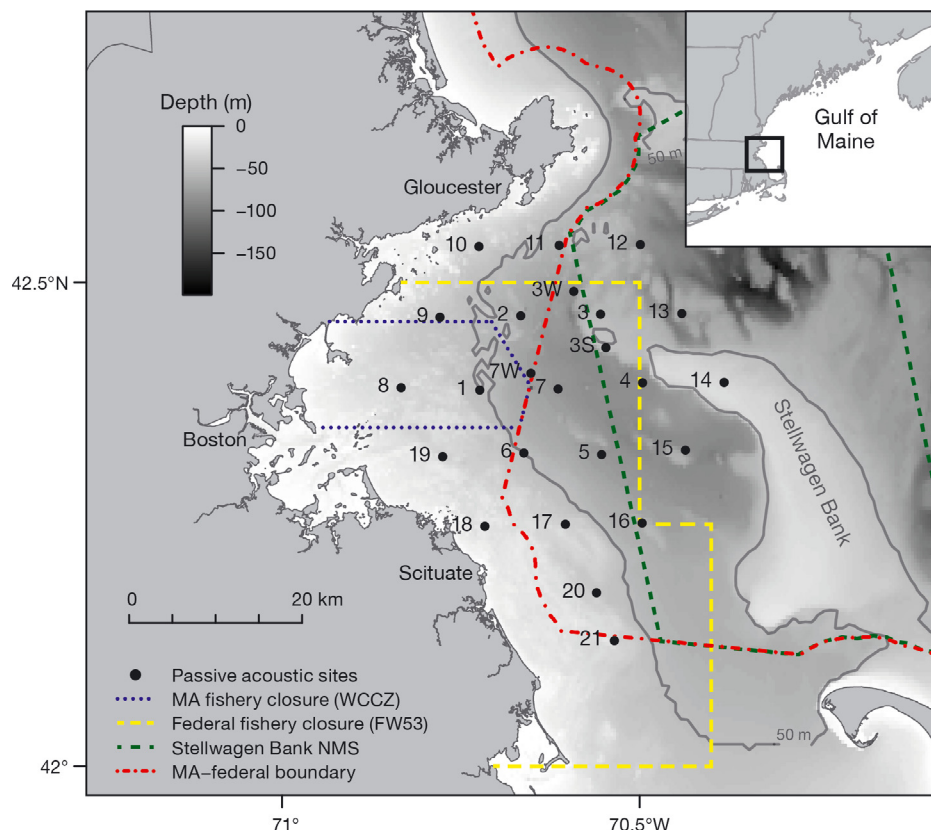 Depth (m)
0
−50
−100
−150
Gulf of
Maine
50 m
Gloucester
10
11
12
42.5°N
3W
9
2
3
13
3S
7W
8
1
7
4
14
Boston
Stellwagen Bank
19
6
5
15
18
17
16
Scituate
0
20 km
20
21
Passive acoustic sites
MA fishery closure (WCCZ)
Federal fishery closure (FW53)
Stellwagen Bank NMS
MA–federal boundary
50 m
42°
71°
70.5°W